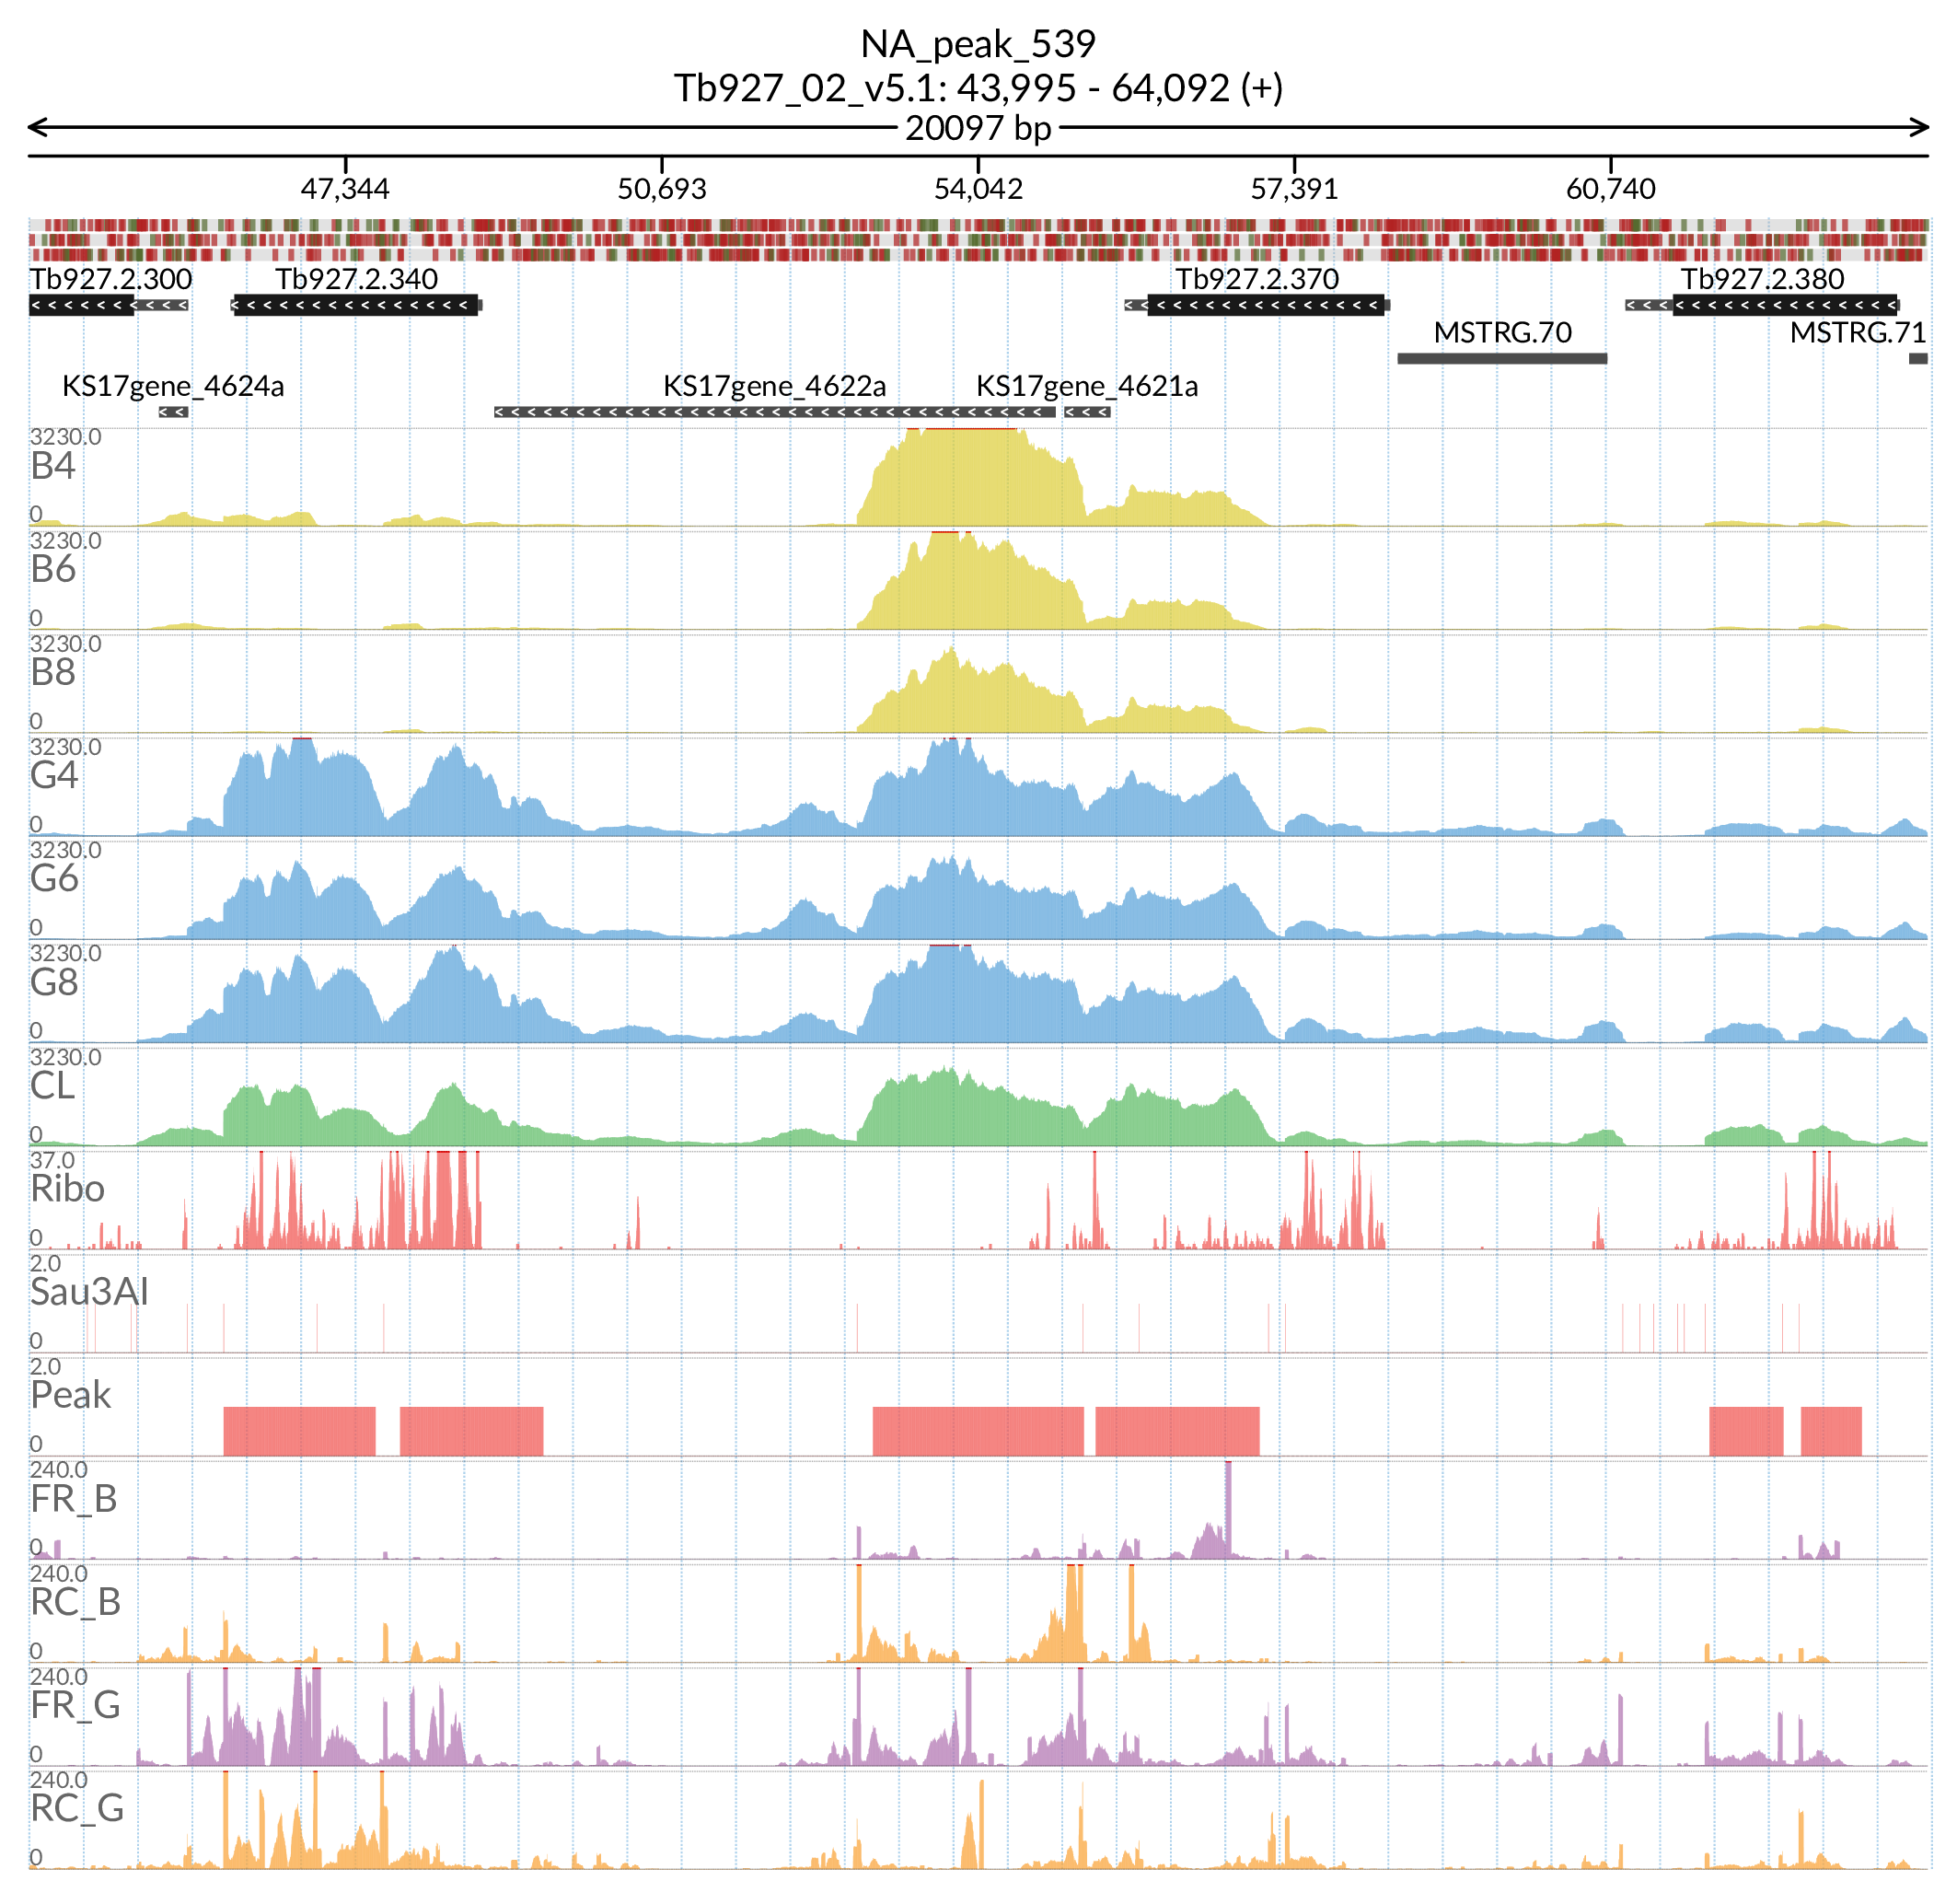 NA_peak_539
Tb927_02_v5.1: 43,995 - 64,092 (+)
20097 bp
47,344 50,693 54,042 57,391 60,740
Tb927.2.300 Tb927.2.340 Tb927.2.370 Tb927.2.380
MSTRG.70 MSTRG.71
KS17gene_4624a KS17gene_4622a KS17gene_4621a
3230.0
B4
0
3230.0
B6
0
3230.0
B8
0
3230.0
G4
0
3230.0
G6
0
3230.0
G8
0
3230.0
CL
0
37.0
Ribo
0
2.0
Sau3AI
0
2.0
Peak
0
240.0
FR_B
0
240.0
RC_B
0
240.0
FR_G
0
240.0
RC_G
0